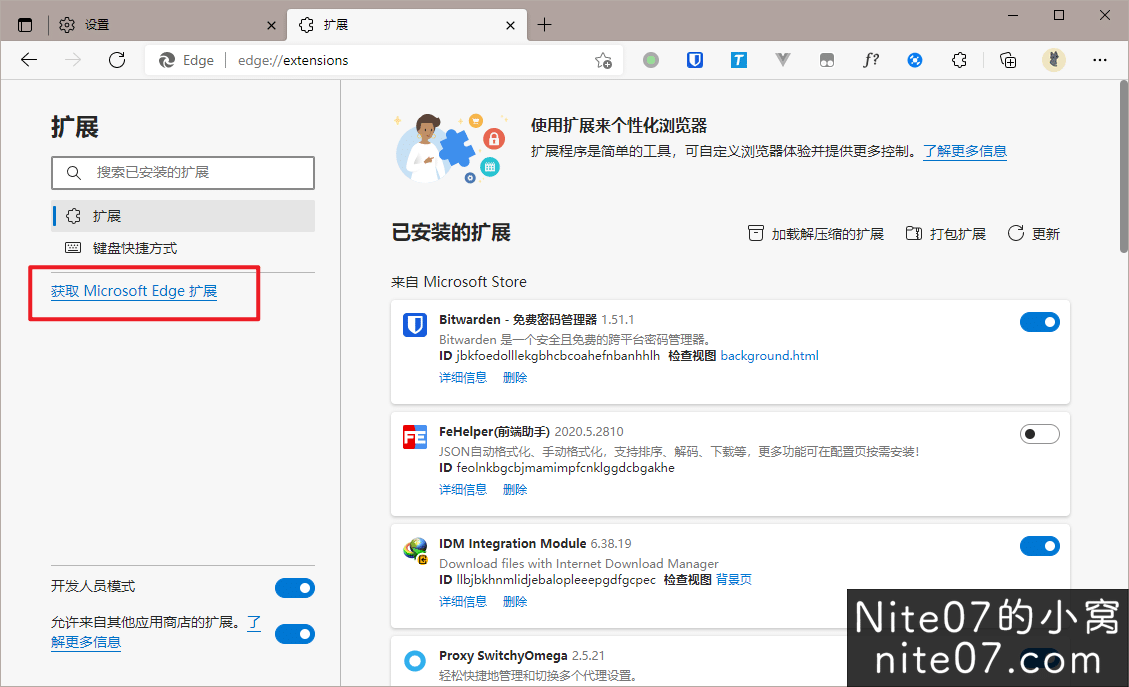 设置
扩展
Edge
edge://extensions
T
f?
扩展
搜索已安装的扩展
扩展
键盘快捷方式
获取 Microsoft Edge 扩展
开发人员模式
允许来自其他应用商店的扩展。了
解更多信息
使用扩展来个性化浏览器
扩展程序是简单的工具，可自定义浏览器体验并提供更多控制。了解更多信息
已安装的扩展
加载解压缩的扩展
打包扩展
更新
来自 Microsoft Store
Bitwarden - 免费密码管理器 1.51.1
Bitwarden 是一个安全且免费的跨平台密码管理器。
ID jbkfoedolllekgbhcbcoahefnbanhhlh 检查视图 background.html
详细信息 删除
FE
FeHelper(前端助手) 2020.5.2810
JSON自动格式化、手动格式化，支持排序、解码、下载等，更多功能可在配置页按需安装!
ID feolnkbgcbjmamimpfcnklggdcbgakhe
详细信息 删除
IDM Integration Module 6.38.19
Download files with Internet Download Manager
ID llbjbkhnmlidjebalopleeepgdfgcpec 检查视图 背景页
详细信息 删除
Proxy SwitchyOmega 2.5.21
轻松快捷地管理和切换多个代理设置。
Nite07的小窝
nite07.com